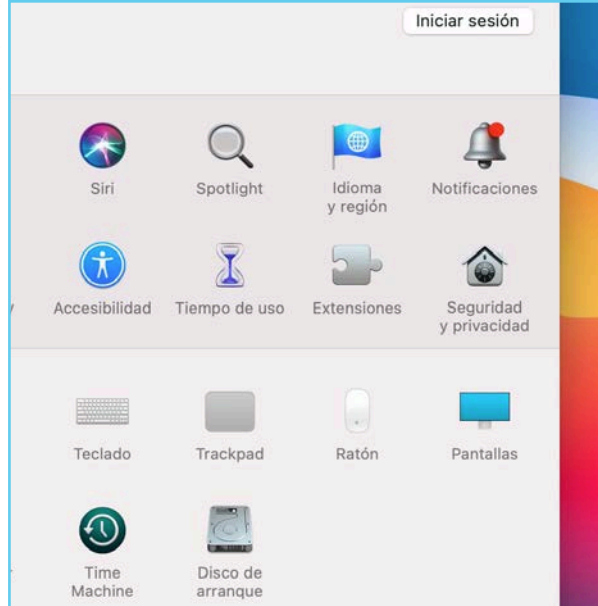 Iniciar sesión
Siri
Spotlight
Idioma
y región
Notificaciones
Accesibilidad
Tiempo de uso
Extensiones
Seguridad
y privacidad
Teclado
Trackpad
Ratón
Pantallas
Time
Machine
Disco de
arranque